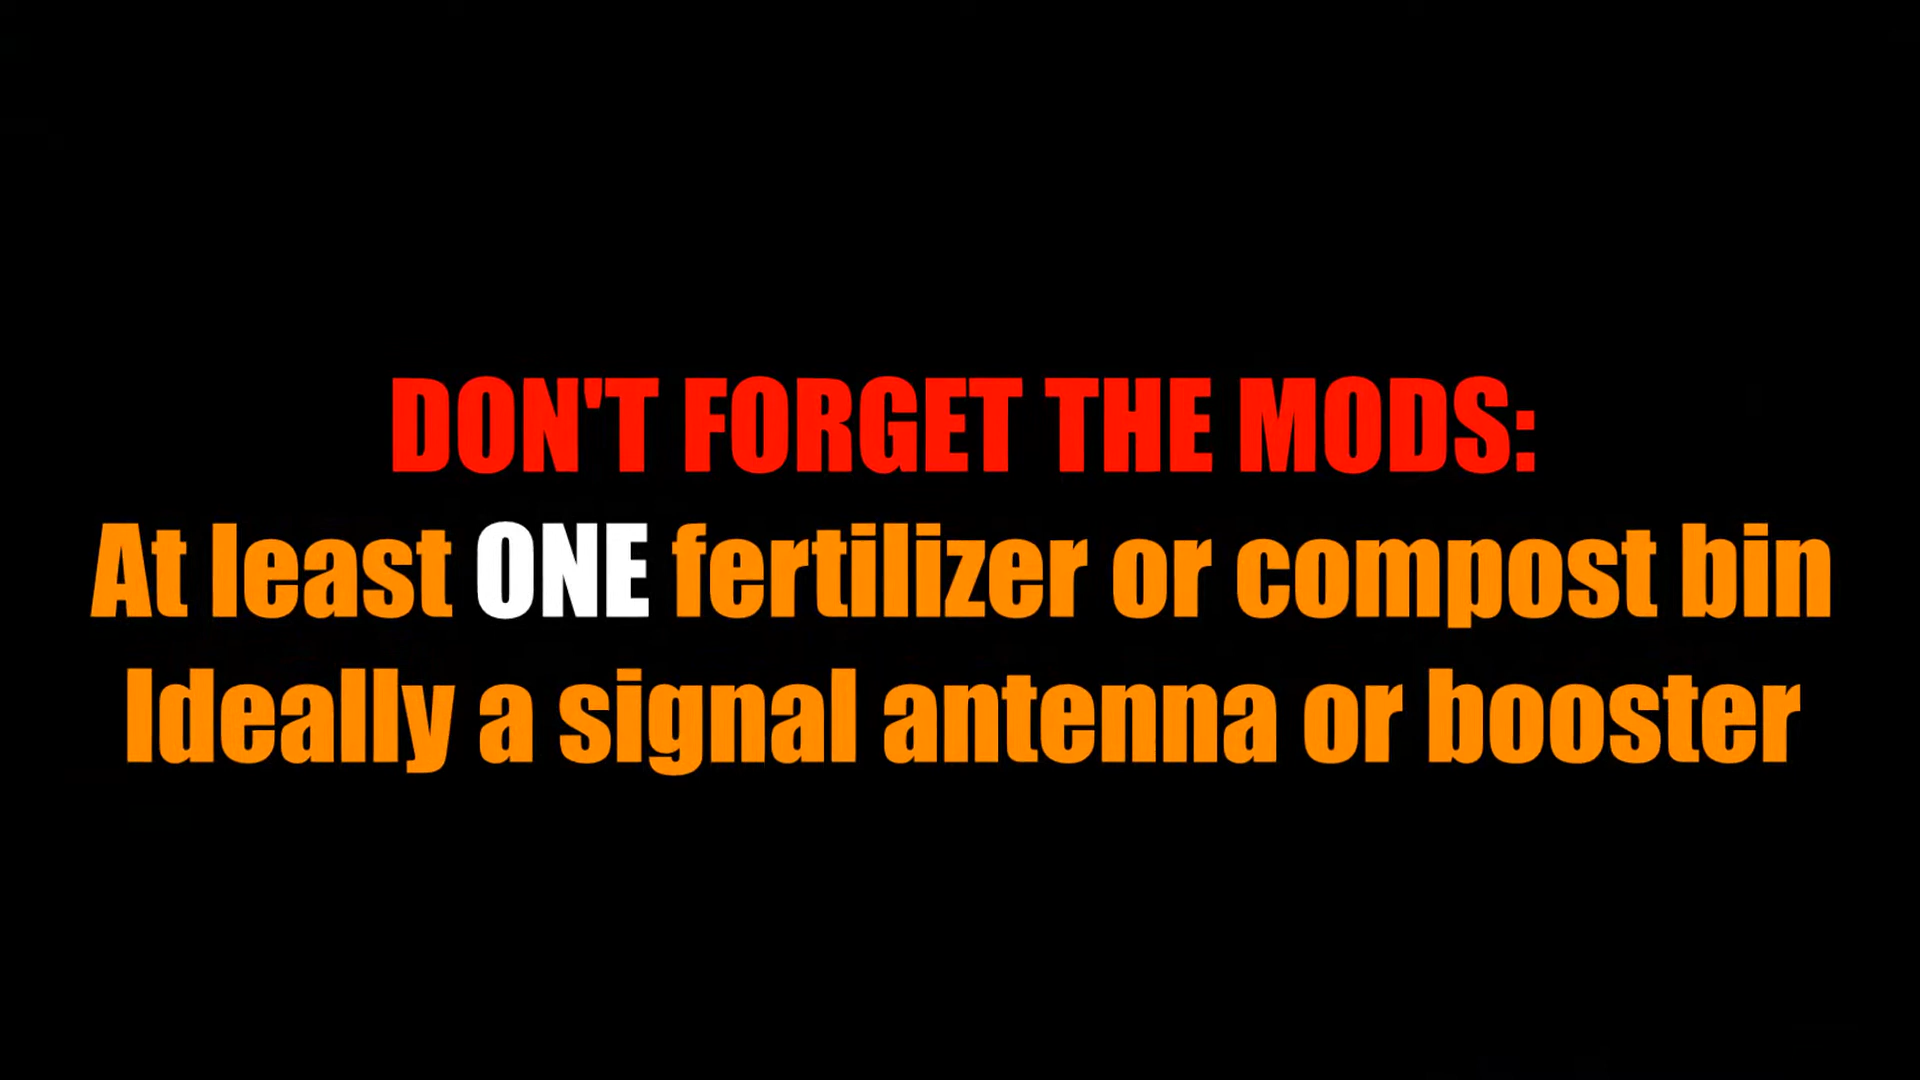 DON'T FORGET THE MODS:
At least ONE fertilizer or compost bin
Ideally a signal antenna or booster